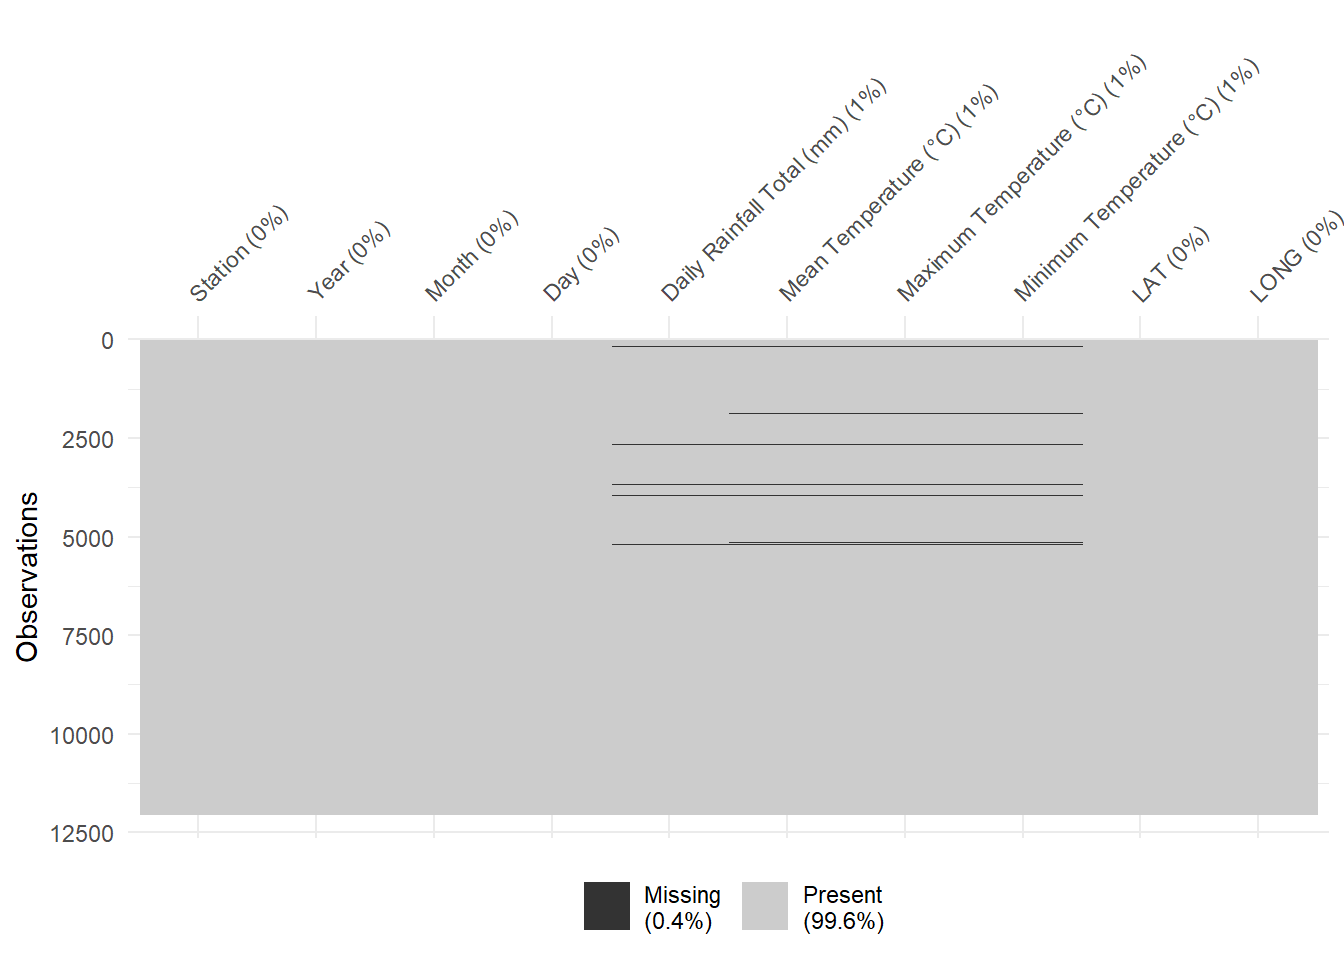 Station (0%)
Year (0%)
Month (0%)
Day (0%)
Daily Rainfall Total (mm) (1%)
Mean Temperature (°C) (1%)
Maximum Temperature (°C) (1%)
Minimum Temperature (°C) (1%)
LAT (0%)
LONG (0%)
Observations
0
2500
5000
7500
10000
12500
Missing
(0.4%)
Present
(99.6%)